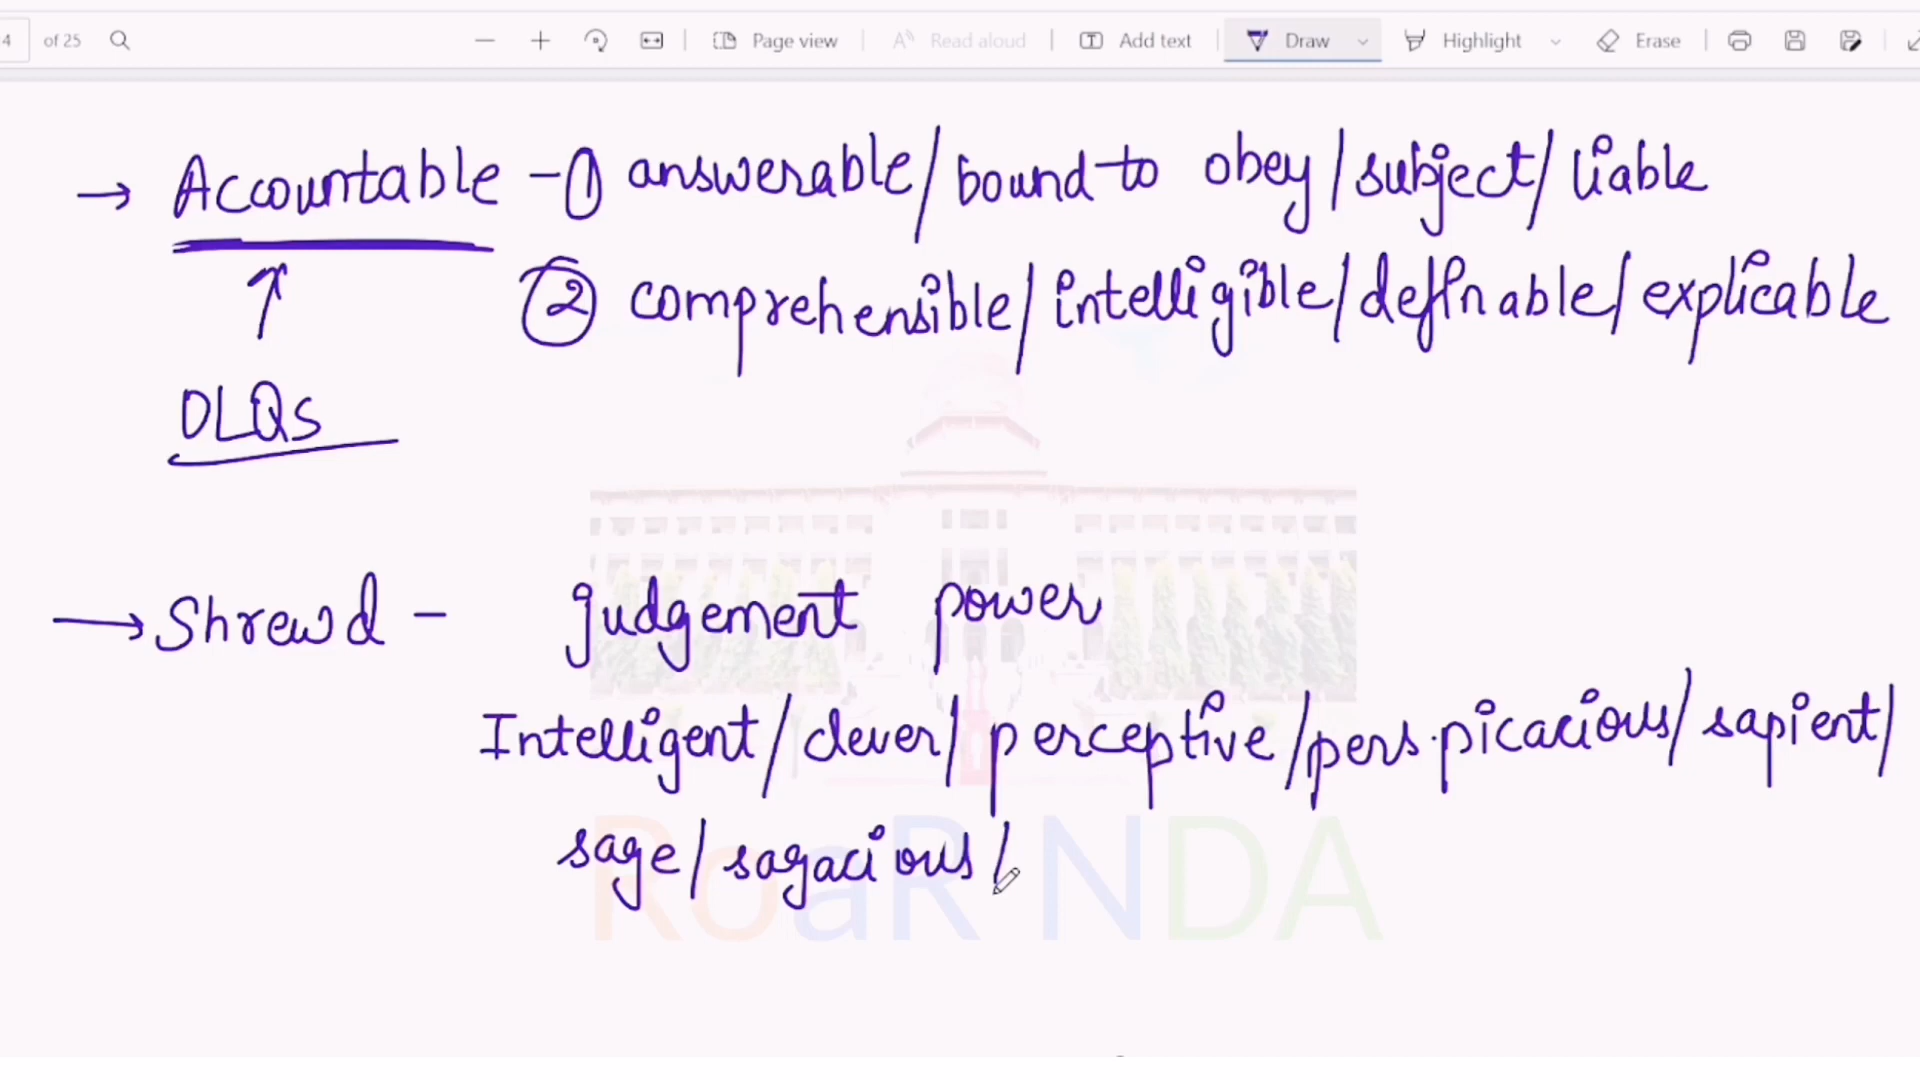 4 of 25 Page view Read aloud Add text Draw Highlight Erase
→ Accountable - ① answerable/bound to obey/subject/liable
② comprehensible/intelligible/definable/explicable
↑
OLQs
→ Shrewd - judgement power
Intelligent/clever/perceptive/perspicacious/sapient/
sage/sagacious/
RoaR NDA